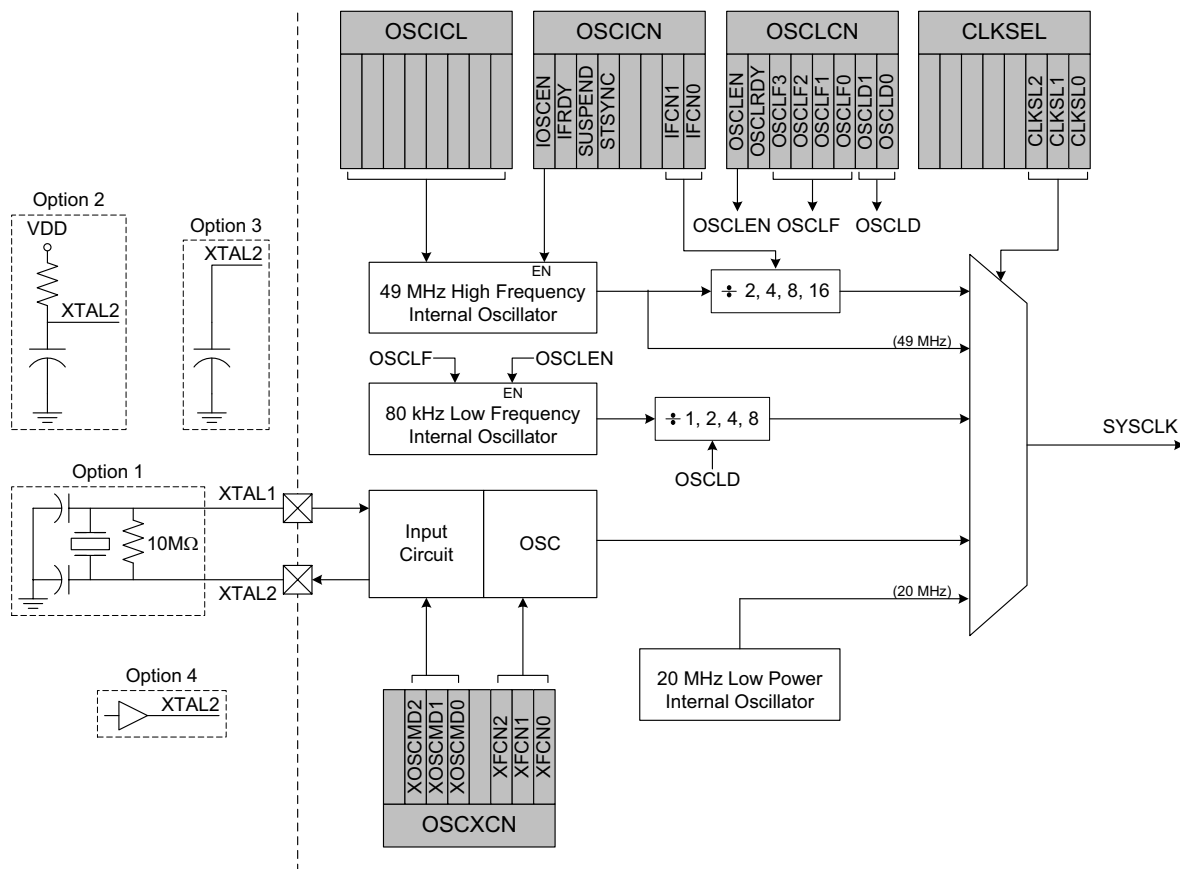 OSCICL
OSCICN
OSCLCN
CLKSEL
IOSCEN
IFRDY
SUSPEND
STSYNC
IFCN1
IFCN0
OSCLEN
OSCLRDY
OSCLF3
OSCLF2
OSCLF1
OSCLF0
OSCLD1
OSCLD0
CLKSL2
CLKSL1
CLKSL0
OSCLEN
OSCLF
OSCLD
Option 2
VDD
XTAL2
Option 3
XTAL2
EN
49 MHz High Frequency
Internal Oscillator
÷ 2, 4, 8, 16
(49 MHz)
OSCLF
OSCLEN
EN
80 kHz Low Frequency
Internal Oscillator
÷ 1, 2, 4, 8
OSCLD
SYSCLK
Option 1
10MΩ
XTAL1
XTAL2
Input
Circuit
OSC
(20 MHz)
20 MHz Low Power
Internal Oscillator
Option 4
XTAL2
XOSCMD2
XOSCMD1
XOSCMD0
XFCN2
XFCN1
XFCN0
OSCXCN